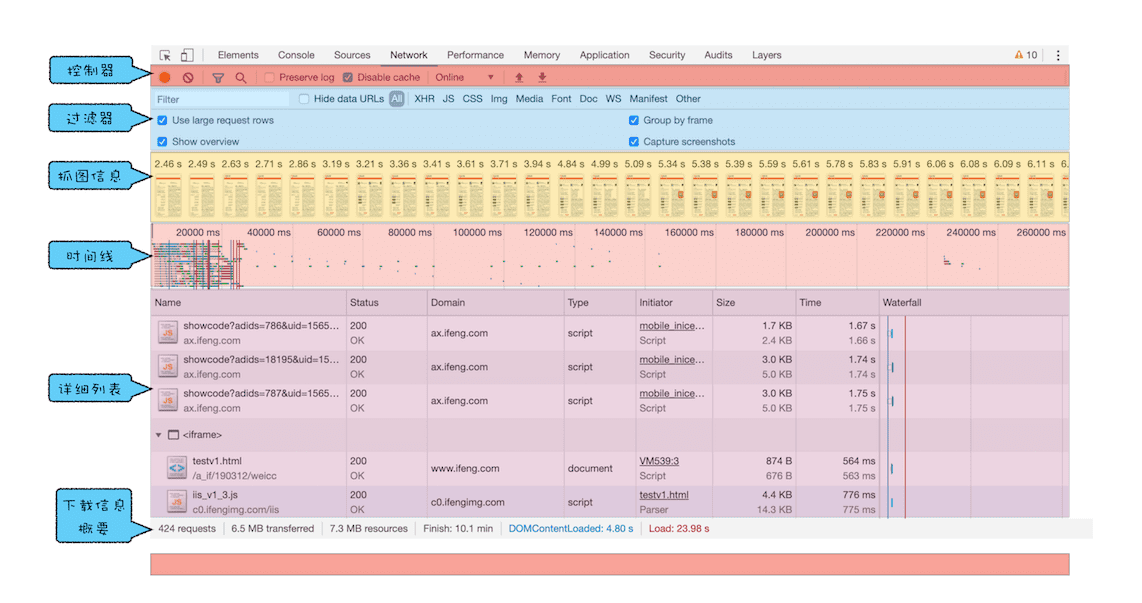 Elements Console Sources Network Performance Memory Application Security Audits Layers 10
控制器
Preserve log Disable cache Online
Filter Hide data URLs All XHR JS CSS Img Media Font Doc WS Manifest Other
过滤器
Use large request rows Group by frame
Show overview Capture screenshots
2.46 s 2.49 s 2.63 s 2.71 s 2.86 s 3.19 s 3.21 s 3.36 s 3.41 s 3.61 s 3.71 s 3.94 s 4.84 s 4.99 s 5.09 s 5.34 s 5.38 s 5.39 s 5.59 s 5.61 s 5.78 s 5.83 s 5.91 s 6.06 s 6.08 s 6.09 s 6.11 s 6.
抓图信息
20000 ms 40000 ms 60000 ms 80000 ms 100000 ms 120000 ms 140000 ms 160000 ms 180000 ms 200000 ms 220000 ms 240000 ms 260000 ms
时间线
Name Status Domain Type Initiator Size Time Waterfall
showcode?adids=786&uid=1565… 200 ax.ifeng.com script mobile_inice… 1.7 KB 1.67 s
ax.ifeng.com OK Script 2.4 KB 1.66 s
showcode?adids=18195&uid=15… 200 ax.ifeng.com script mobile_inice… 3.0 KB 1.74 s
ax.ifeng.com OK Script 5.0 KB 1.74 s
详细列表
showcode?adids=787&uid=1565… 200 ax.ifeng.com script mobile_inice… 3.0 KB 1.75 s
ax.ifeng.com OK Script 5.0 KB 1.75 s
<iframe>
testv1.html 200 www.ifeng.com document VM539:3 874 B 564 ms
/a_if/190312/weicc OK Script 676 B 563 ms
iis_v1_3.js 200 c0.ifengimg.com script testv1.html 4.4 KB 776 ms
c0.ifengimg.com/iis OK Parser 14.3 KB 775 ms
下载信息
概要
424 requests 6.5 MB transferred 7.3 MB resources Finish: 10.1 min DOMContentLoaded: 4.80 s Load: 23.98 s